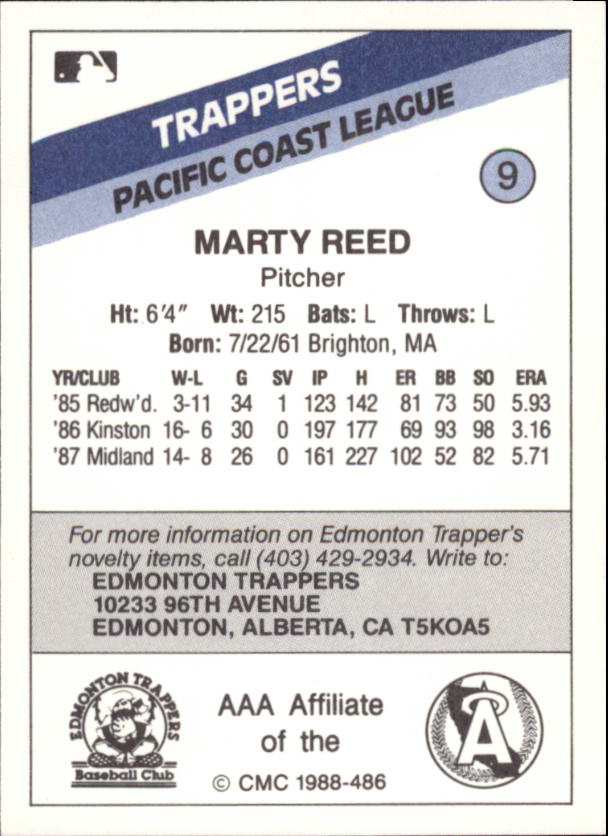 TRAPPERS
PACIFIC COAST LEAGUE
9
MARTY REED
Pitcher
Ht: 6'4" Wt: 215 Bats: L Throws: L
Born: 7/22/61 Brighton, MA
YR/CLUB W-L G SV IP H ER BB SO ERA
'85 Redw'd. 3-11 34 1 123 142 81 73 50 5.93
'86 Kinston 16- 6 30 0 197 177 69 93 98 3.16
'87 Midland 14- 8 26 0 161 227 102 52 82 5.71
For more information on Edmonton Trapper's
novelty items, call (403) 429-2934. Write to:
EDMONTON TRAPPERS
10233 96TH AVENUE
EDMONTON, ALBERTA, CA T5KOA5
EDMONTON TRAPPERS
Baseball Club
AAA Affiliate
of the
© CMC 1988-486
A